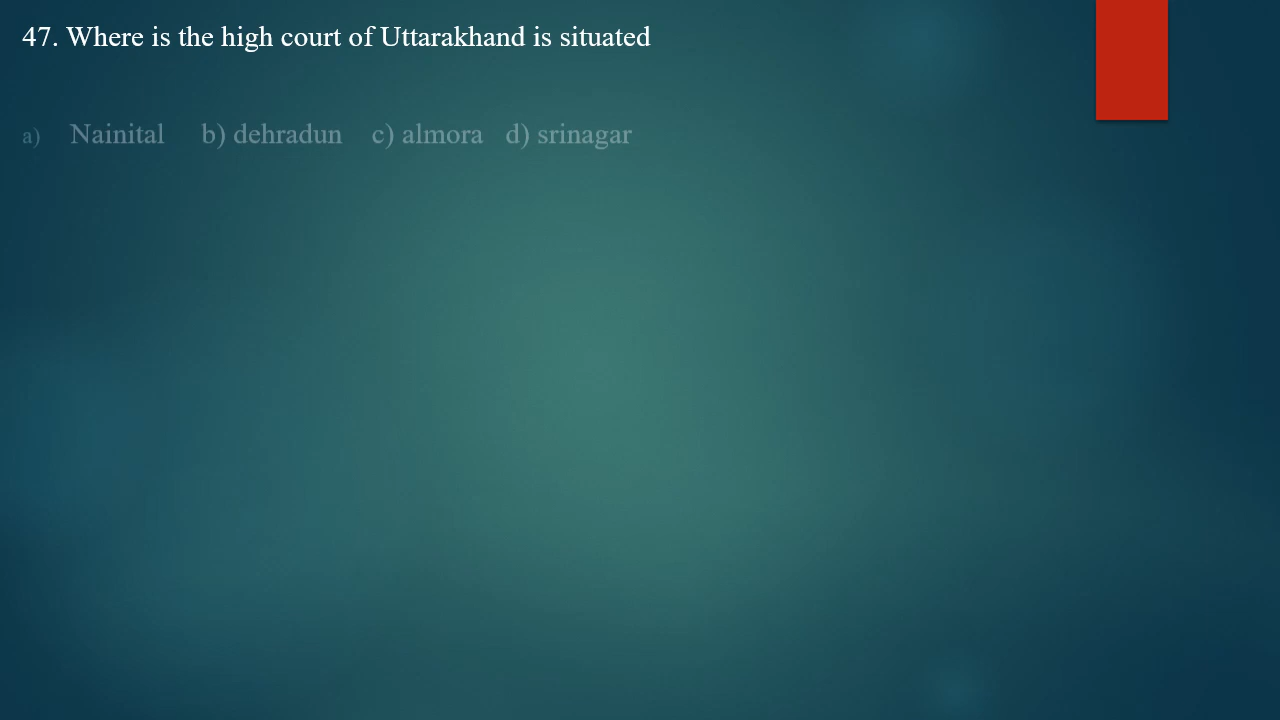 47. Where is the high court of Uttarakhand is situated
a) Nainital b) dehradun c) almora d) srinagar